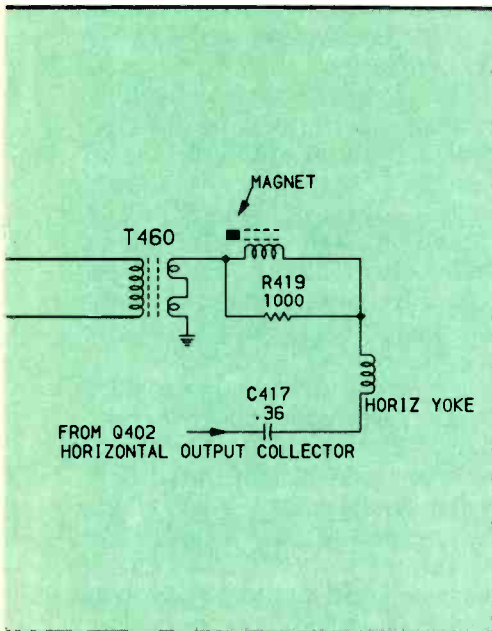 MAGNET
T460
R419
1000
C417
.36
HORIZ YOKE
FROM Q402
HORIZONTAL OUTPUT COLLECTOR